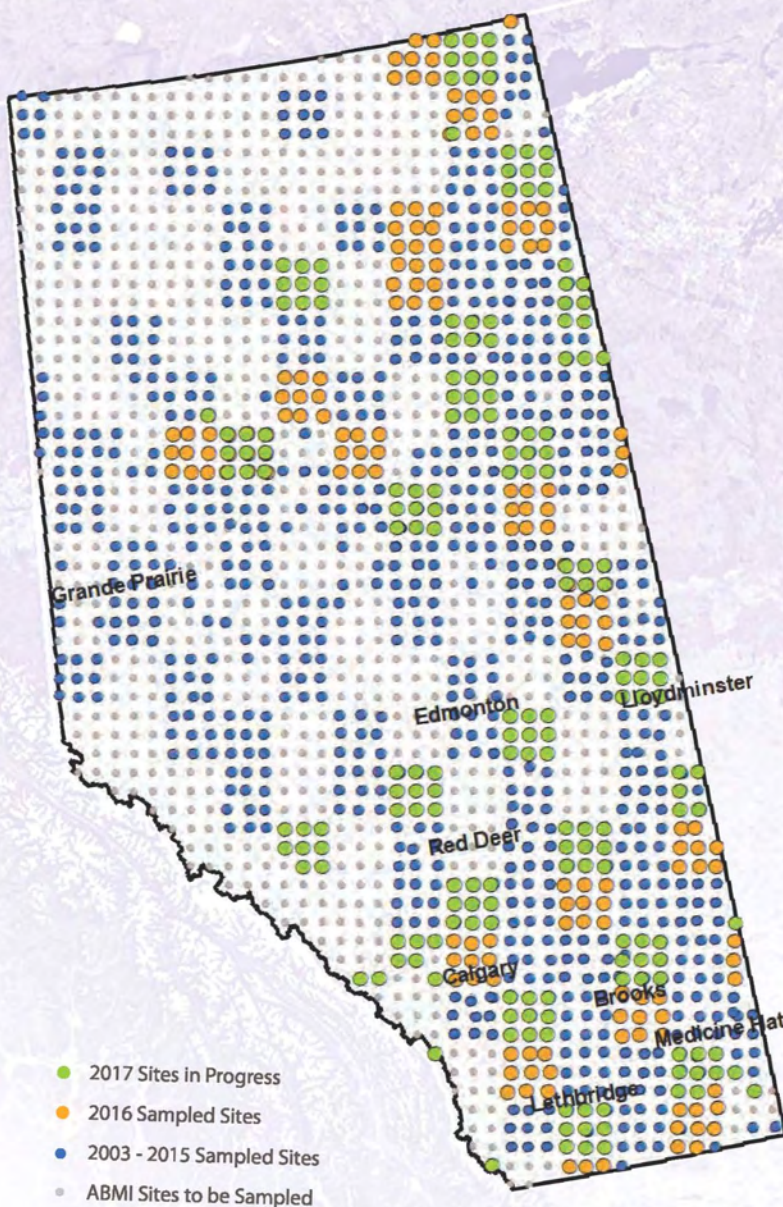 Grande Prairie
Edmonton
Lloydminster
Red Deer
Calgary
Brooks
Medicine Hat
Lethbridge
2017 Sites in Progress
2016 Sampled Sites
2003 - 2015 Sampled Sites
ABMI Sites to be Sampled